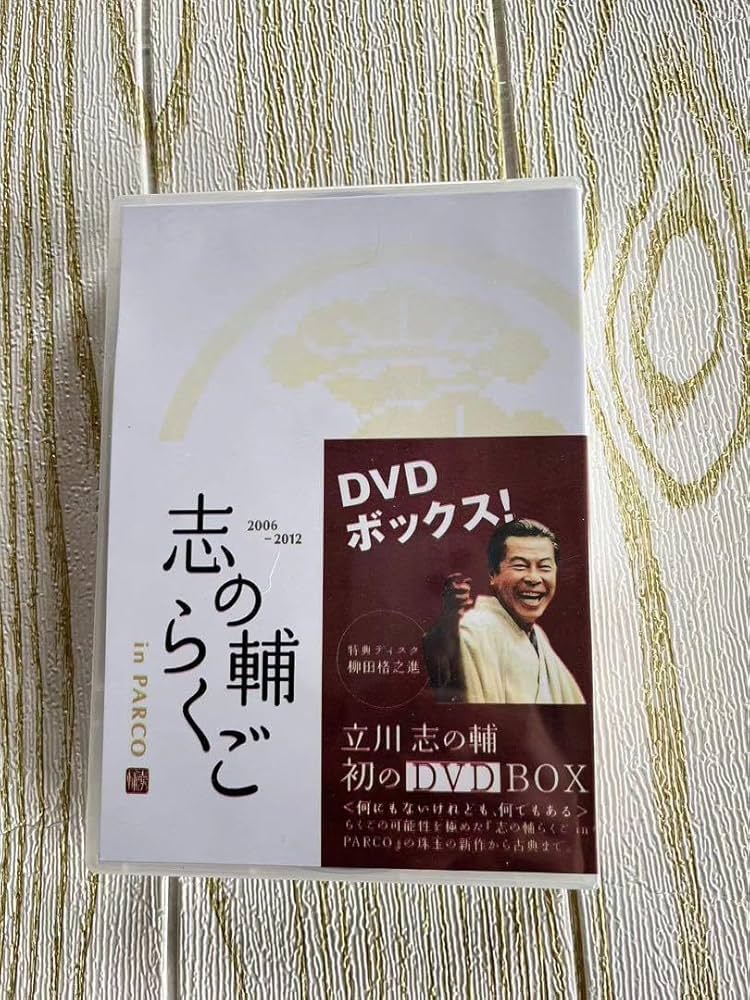 志の輔
らくご
2006
-2012
in PARCO
DVD
ボックス!
特典ディスク
柳田格之進
立川 志の輔
初のDVD BOX
<何にもないけれども、何でもある>
らくごの可能性を極めた『志の輔らくご in
PARCO』の珠玉の新作から古典まで。